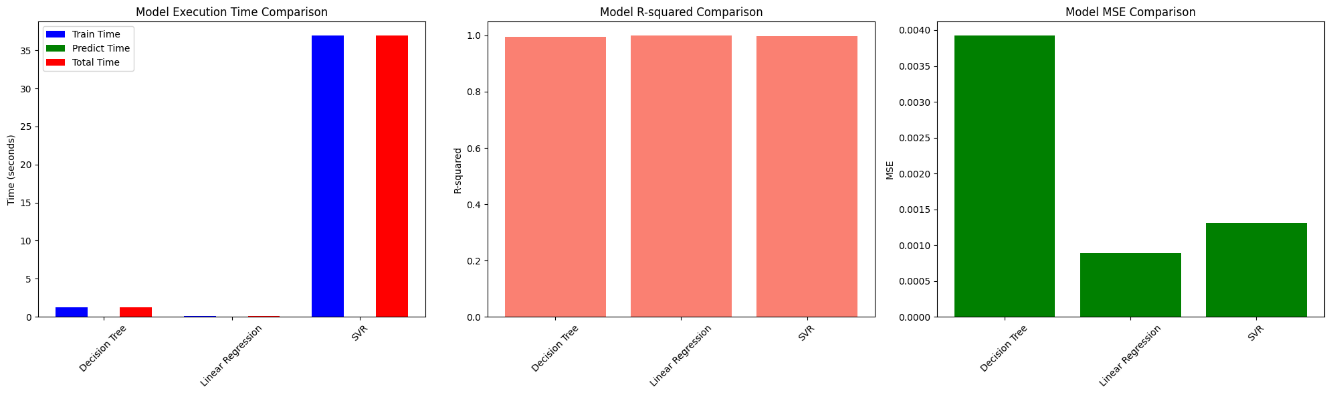 Model Execution Time Comparison
Train Time
Predict Time
Total Time
35
30
25
20
15
10
5
0
Time (seconds)
Decision Tree
Linear Regression
SVR
Model R-squared Comparison
1.0
0.8
0.6
0.4
0.2
0.0
R-squared
Decision Tree
Linear Regression
SVR
Model MSE Comparison
0.0040
0.0035
0.0030
0.0025
0.0020
0.0015
0.0010
0.0005
0.0000
MSE
Decision Tree
Linear Regression
SVR